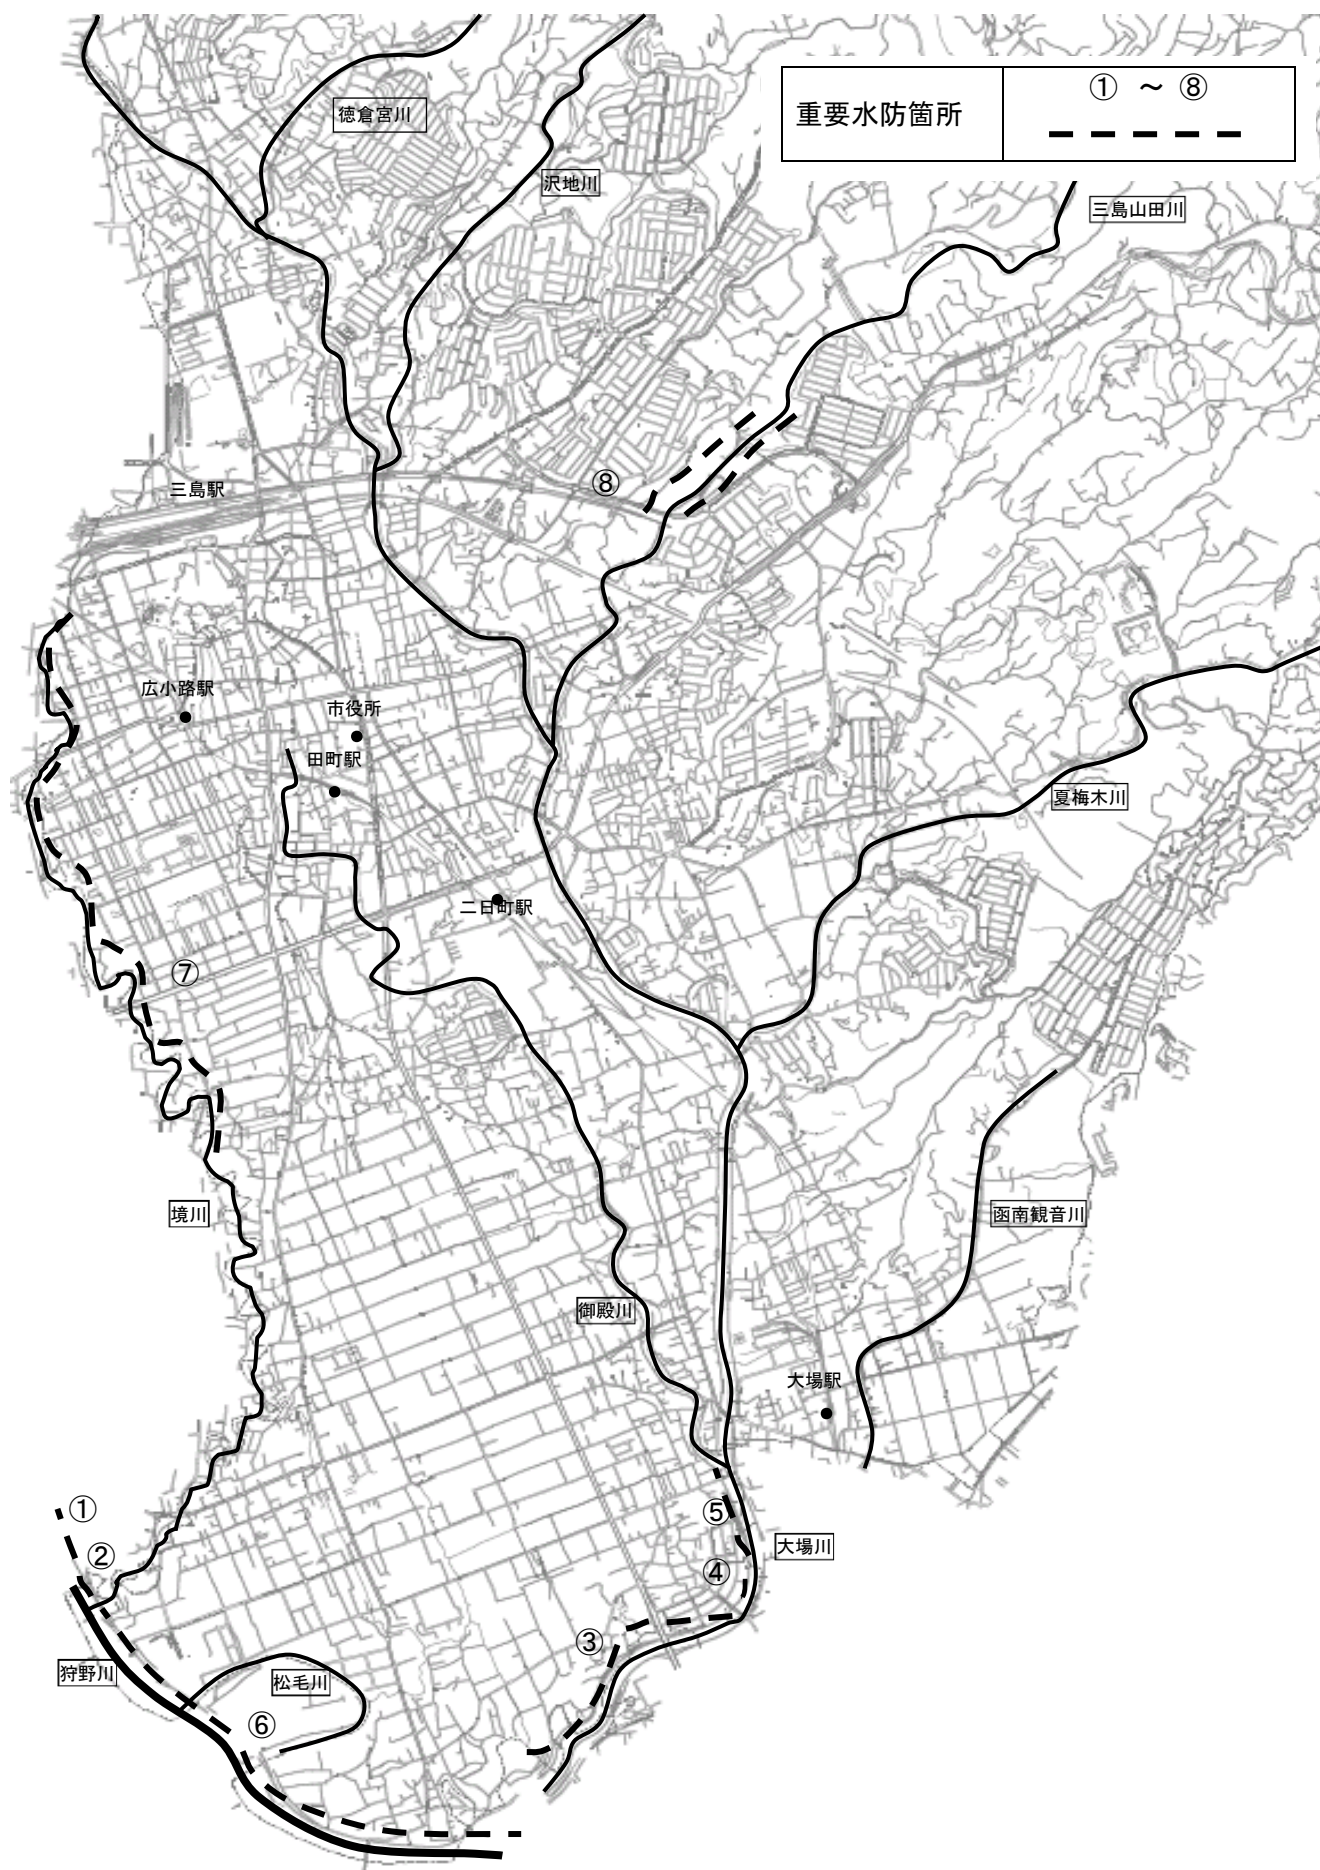 徳倉宮川
重要水防箇所
① ～ ⑧
沢地川
三島山田川
三島駅
⑧
広小路駅
市役所
田町駅
夏梅木川
二日町駅
⑦
境川
函南観音川
御殿川
大場駅
①
⑤
②
大場川
④
③
狩野川
松毛川
⑥